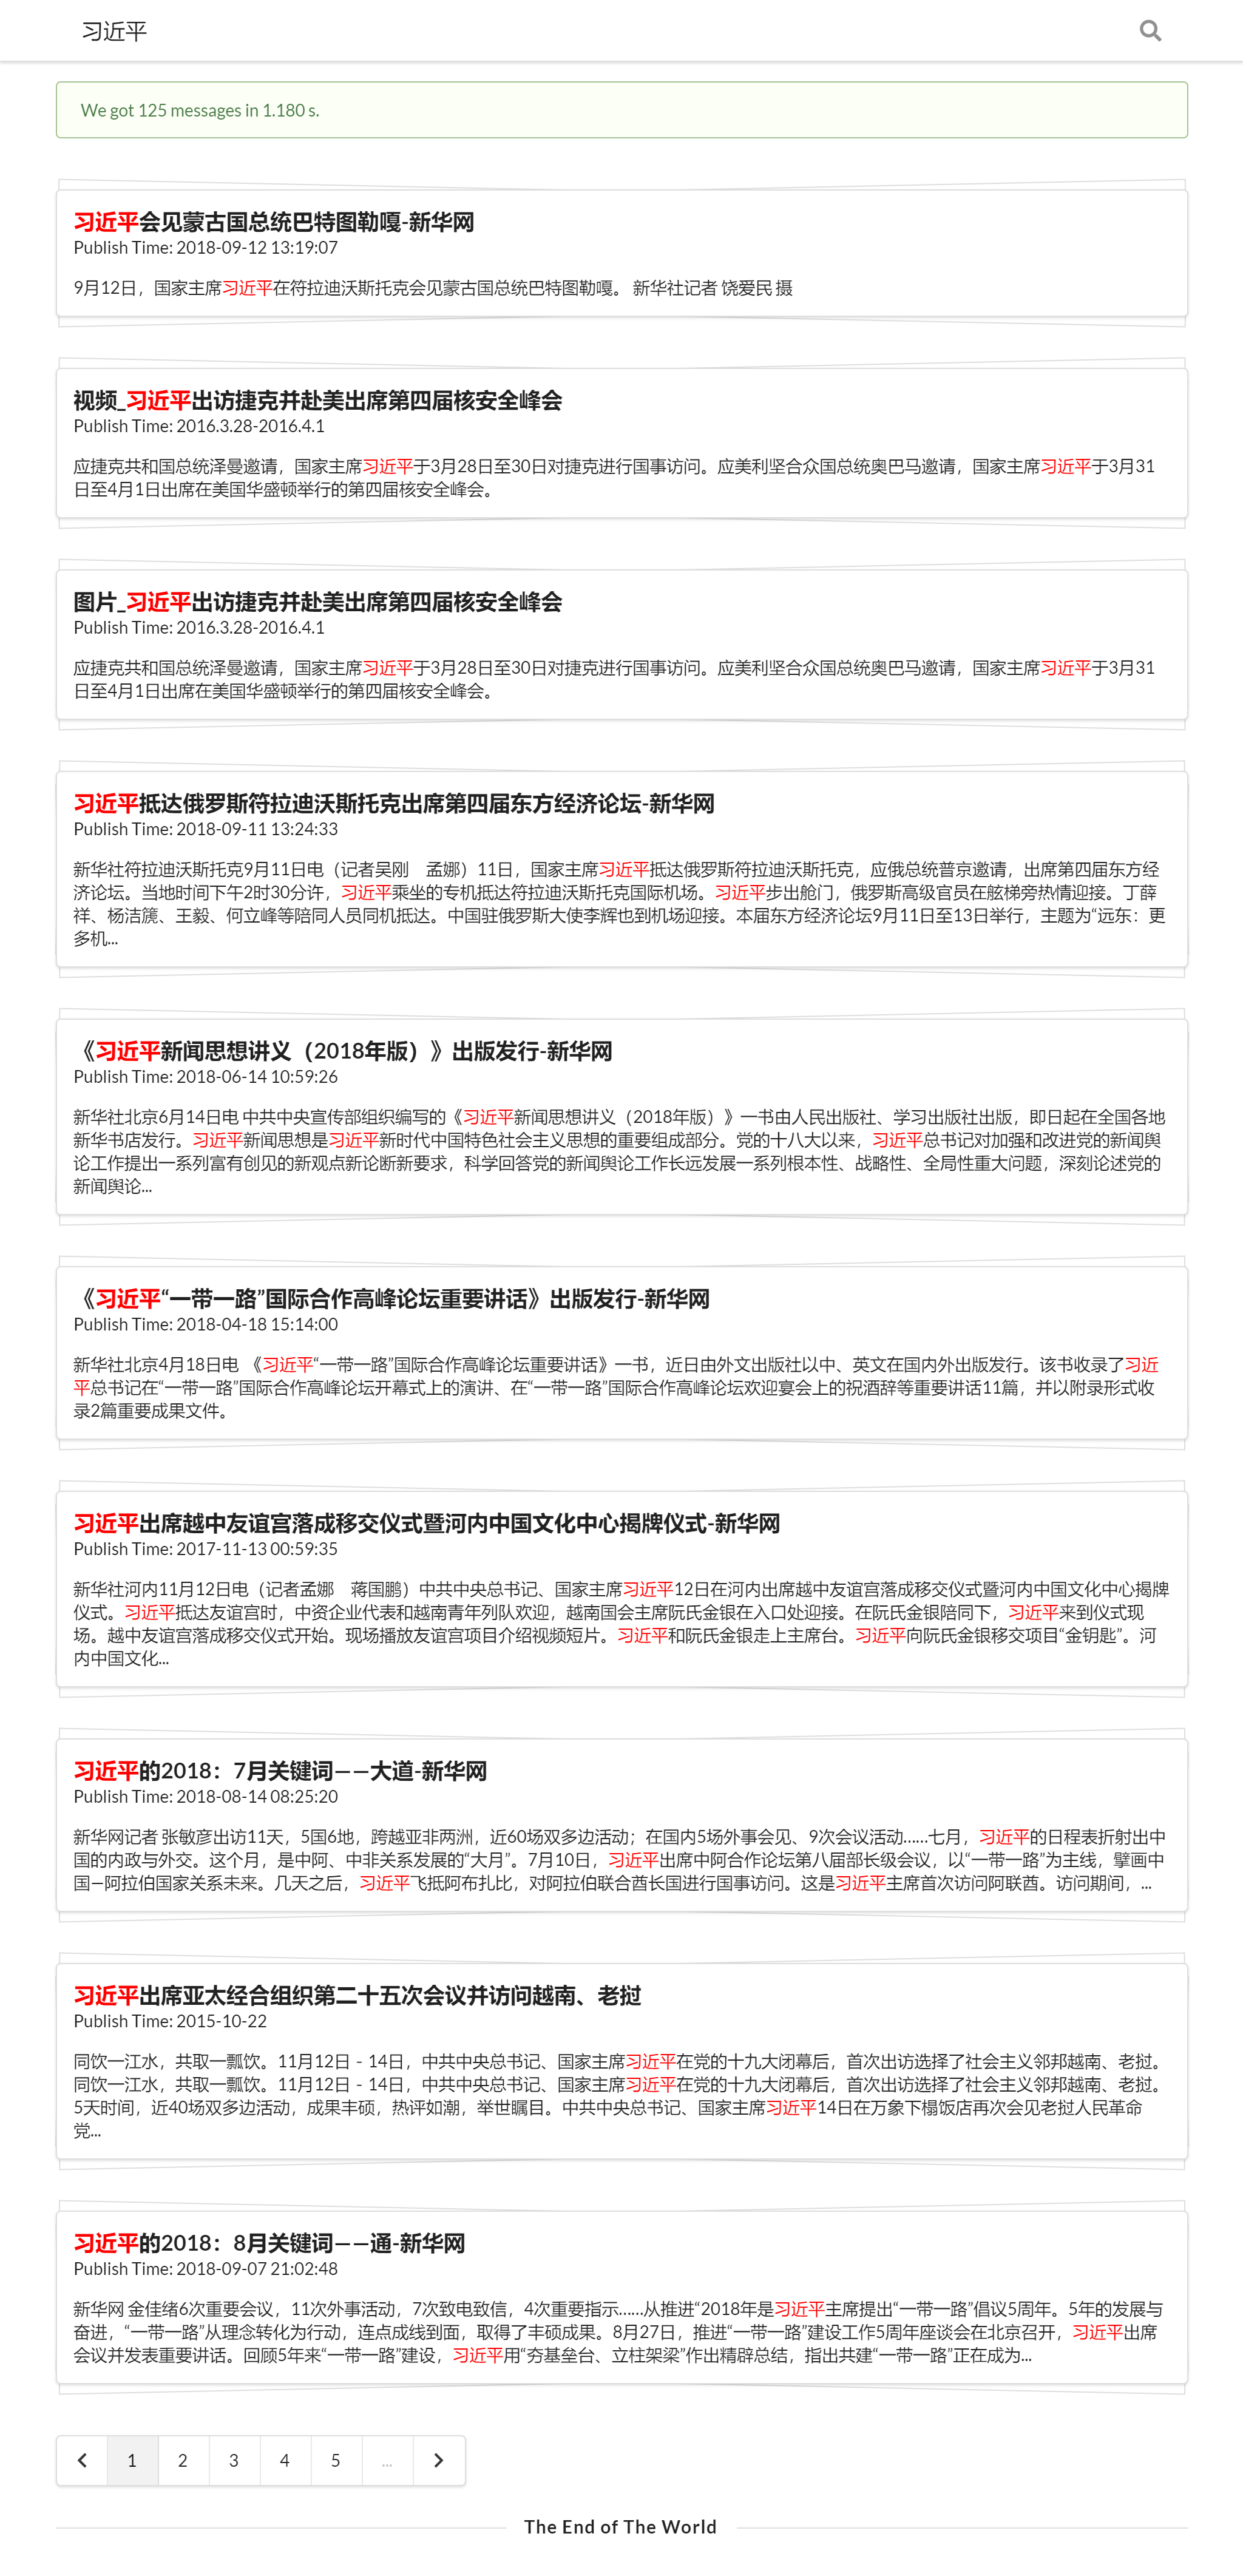 习近平
We got 125 messages in 1.180 s.
习近平会见蒙古国总统巴特图勒嘎-新华网
Publish Time: 2018-09-12 13:19:07
9月12日，国家主席习近平在符拉迪沃斯托克会见蒙古国总统巴特图勒嘎。 新华社记者 饶爱民 摄
视频_习近平出访捷克并赴美出席第四届核安全峰会
Publish Time: 2016.3.28-2016.4.1
应捷克共和国总统泽曼邀请，国家主席习近平于3月28日至30日对捷克进行国事访问。应美利坚合众国总统奥巴马邀请，国家主席习近平于3月31
日至4月1日出席在美国华盛顿举行的第四届核安全峰会。
图片_习近平出访捷克并赴美出席第四届核安全峰会
Publish Time: 2016.3.28-2016.4.1
应捷克共和国总统泽曼邀请，国家主席习近平于3月28日至30日对捷克进行国事访问。应美利坚合众国总统奥巴马邀请，国家主席习近平于3月31
日至4月1日出席在美国华盛顿举行的第四届核安全峰会。
习近平抵达俄罗斯符拉迪沃斯托克出席第四届东方经济论坛-新华网
Publish Time: 2018-09-11 13:24:33
新华社符拉迪沃斯托克9月11日电（记者吴刚　孟娜）11日，国家主席习近平抵达俄罗斯符拉迪沃斯托克，应俄总统普京邀请，出席第四届东方经
济论坛。当地时间下午2时30分许，习近平乘坐的专机抵达符拉迪沃斯托克国际机场。习近平步出舱门，俄罗斯高级官员在舷梯旁热情迎接。丁薛
祥、杨洁篪、王毅、何立峰等陪同人员同机抵达。中国驻俄罗斯大使李辉也到机场迎接。本届东方经济论坛9月11日至13日举行，主题为“远东：更
多机...
《习近平新闻思想讲义（2018年版）》出版发行-新华网
Publish Time: 2018-06-14 10:59:26
新华社北京6月14日电 中共中央宣传部组织编写的《习近平新闻思想讲义（2018年版）》一书由人民出版社、学习出版社出版，即日起在全国各地
新华书店发行。习近平新闻思想是习近平新时代中国特色社会主义思想的重要组成部分。党的十八大以来，习近平总书记对加强和改进党的新闻舆
论工作提出一系列富有创见的新观点新论断新要求，科学回答党的新闻舆论工作长远发展一系列根本性、战略性、全局性重大问题，深刻论述党的
新闻舆论...
《习近平“一带一路”国际合作高峰论坛重要讲话》出版发行-新华网
Publish Time: 2018-04-18 15:14:00
新华社北京4月18日电 《习近平“一带一路”国际合作高峰论坛重要讲话》一书，近日由外文出版社以中、英文在国内外出版发行。该书收录了习近
平总书记在“一带一路”国际合作高峰论坛开幕式上的演讲、在“一带一路”国际合作高峰论坛欢迎宴会上的祝酒辞等重要讲话11篇，并以附录形式收
录2篇重要成果文件。
习近平出席越中友谊宫落成移交仪式暨河内中国文化中心揭牌仪式-新华网
Publish Time: 2017-11-13 00:59:35
新华社河内11月12日电（记者孟娜　蒋国鹏）中共中央总书记、国家主席习近平12日在河内出席越中友谊宫落成移交仪式暨河内中国文化中心揭牌
仪式。习近平抵达友谊宫时，中资企业代表和越南青年列队欢迎，越南国会主席阮氏金银在入口处迎接。在阮氏金银陪同下，习近平来到仪式现
场。越中友谊宫落成移交仪式开始。现场播放友谊宫项目介绍视频短片。习近平和阮氏金银走上主席台。习近平向阮氏金银移交项目“金钥匙”。河
内中国文化...
习近平的2018：7月关键词——大道-新华网
Publish Time: 2018-08-14 08:25:20
新华网记者 张敏彦出访11天，5国6地，跨越亚非两洲，近60场双多边活动；在国内5场外事会见、9次会议活动……七月，习近平的日程表折射出中
国的内政与外交。这个月，是中阿、中非关系发展的“大月”。7月10日，习近平出席中阿合作论坛第八届部长级会议，以“一带一路”为主线，擘画中
国—阿拉伯国家关系未来。几天之后，习近平飞抵阿布扎比，对阿拉伯联合酋长国进行国事访问。这是习近平主席首次访问阿联酋。访问期间，...
习近平出席亚太经合组织第二十五次会议并访问越南、老挝
Publish Time: 2015-10-22
同饮一江水，共取一瓢饮。11月12日 - 14日，中共中央总书记、国家主席习近平在党的十九大闭幕后，首次出访选择了社会主义邻邦越南、老挝。
同饮一江水，共取一瓢饮。11月12日 - 14日，中共中央总书记、国家主席习近平在党的十九大闭幕后，首次出访选择了社会主义邻邦越南、老挝。
5天时间，近40场双多边活动，成果丰硕，热评如潮，举世瞩目。中共中央总书记、国家主席习近平14日在万象下榻饭店再次会见老挝人民革命
党...
习近平的2018：8月关键词——通-新华网
Publish Time: 2018-09-07 21:02:48
新华网 金佳绪6次重要会议，11次外事活动，7次致电致信，4次重要指示……从推进“2018年是习近平主席提出“一带一路”倡议5周年。5年的发展与
奋进，“一带一路”从理念转化为行动，连点成线到面，取得了丰硕成果。8月27日，推进“一带一路”建设工作5周年座谈会在北京召开，习近平出席
会议并发表重要讲话。回顾5年来“一带一路”建设，习近平用“夯基垒台、立柱架梁”作出精辟总结，指出共建“一带一路”正在成为...
1 2 3 4 5 ...
The End of The World